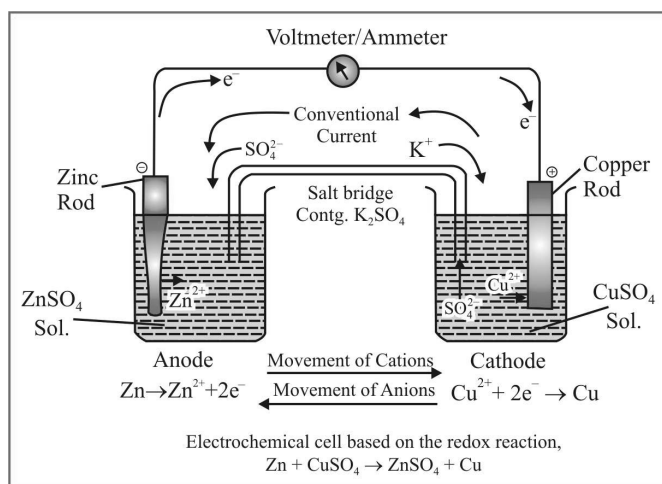 Voltmeter/Ammeter
e⁻
e⁻
Conventional
Current
SO₄²⁻
K⁺
⊖
⊕
Zinc
Rod
Copper
Rod
Salt bridge
Contg. K₂SO₄
Zn²⁺
Cu²⁺
SO₄²⁻
ZnSO₄
Sol.
CuSO₄
Sol.
Anode
Movement of Cations
Cathode
Zn→Zn²⁺+2e⁻
Movement of Anions
Cu²⁺+ 2e⁻ → Cu
Electrochemical cell based on the redox reaction,
Zn + CuSO₄ → ZnSO₄ + Cu